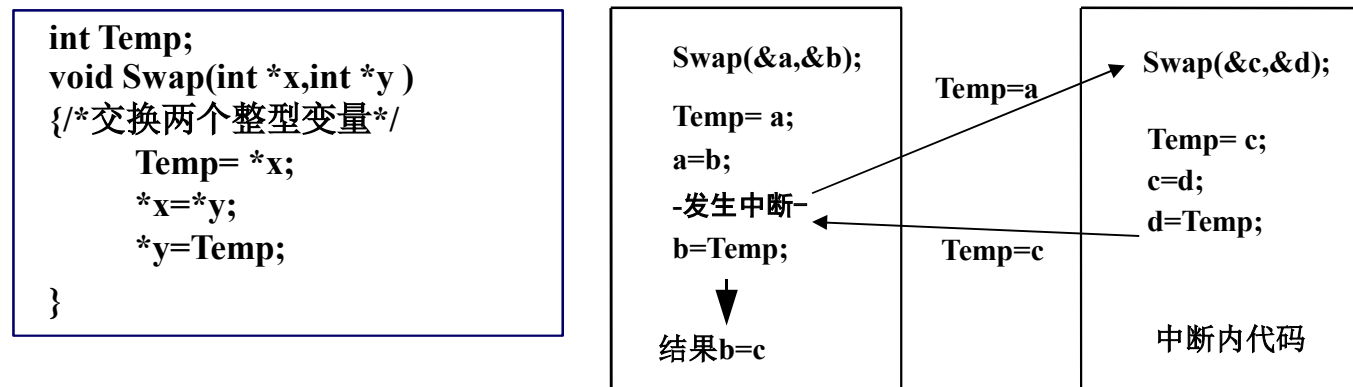 int Temp;
void Swap(int *x,int *y )
{/*交换两个整型变量*/
Temp= *x;
*x=*y;
*y=Temp;
}
Swap(&a,&b);
Temp= a;
a=b;
-发生中断-
b=Temp;
结果b=c
Temp=a
Temp=c
Swap(&c,&d);
Temp= c;
c=d;
d=Temp;
中断内代码